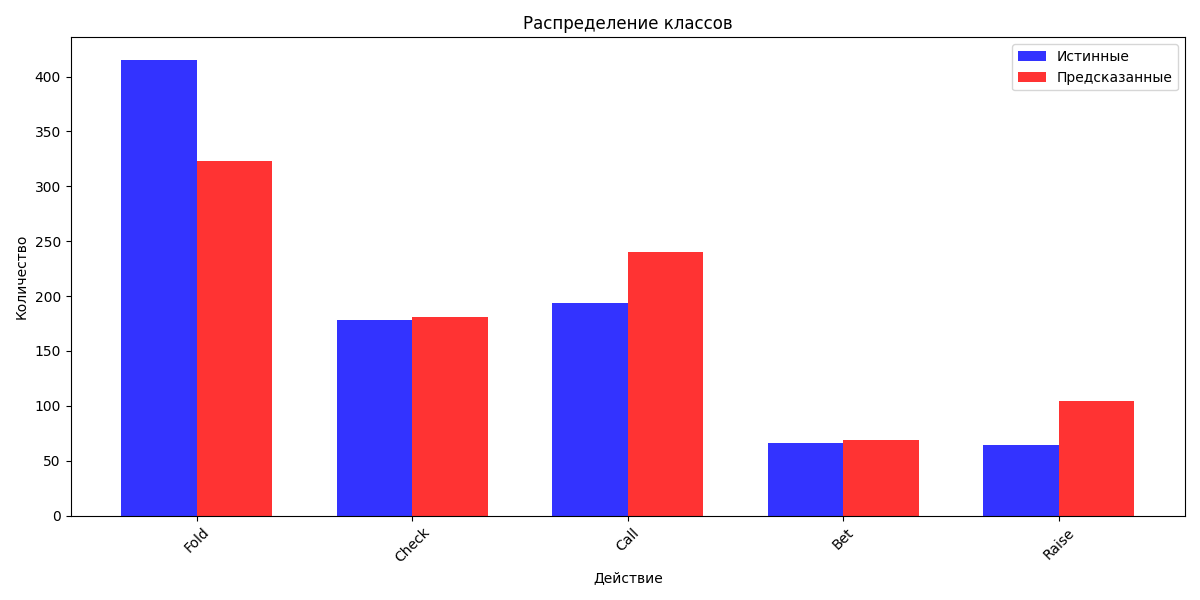 Распределение классов
Истинные
Предсказанные
Количество
400
350
300
250
200
150
100
50
0
Fold
Check
Call
Bet
Raise
Действие